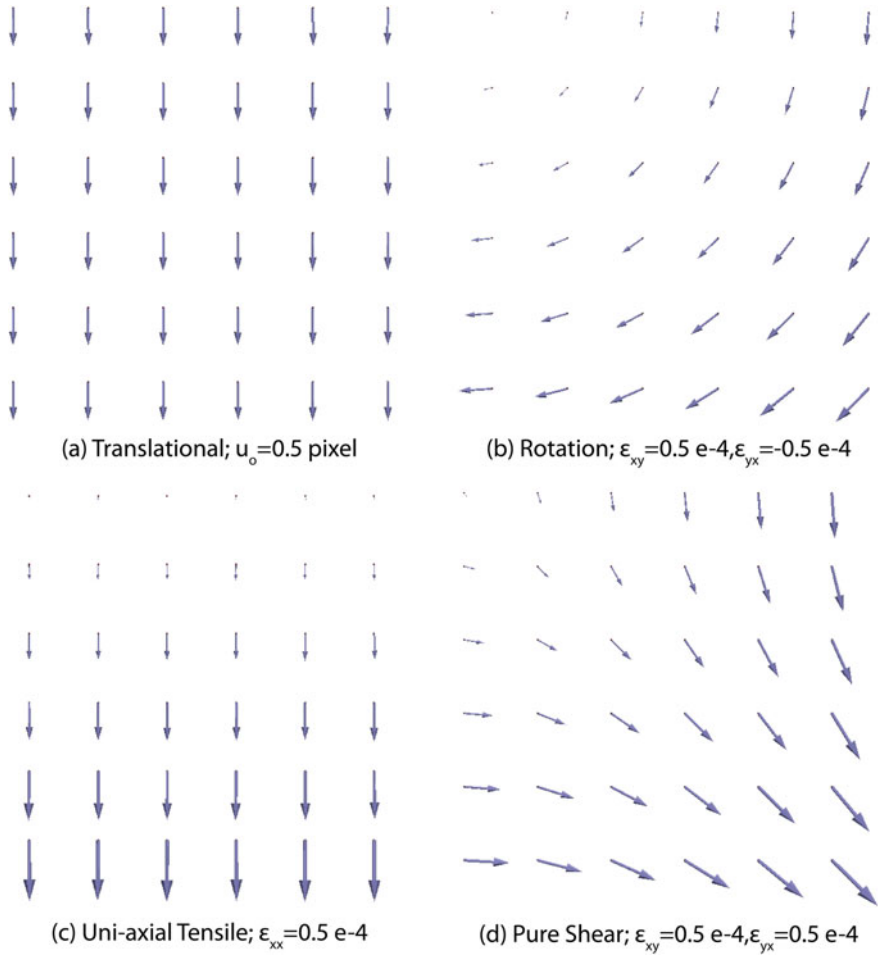 (a) Translational; uₒ=0.5 pixel
(b) Rotation; εxy=0.5 e-4,εyx=-0.5 e-4
(c) Uni-axial Tensile; εxx=0.5 e-4
(d) Pure Shear; εxy=0.5 e-4,εyx=0.5 e-4